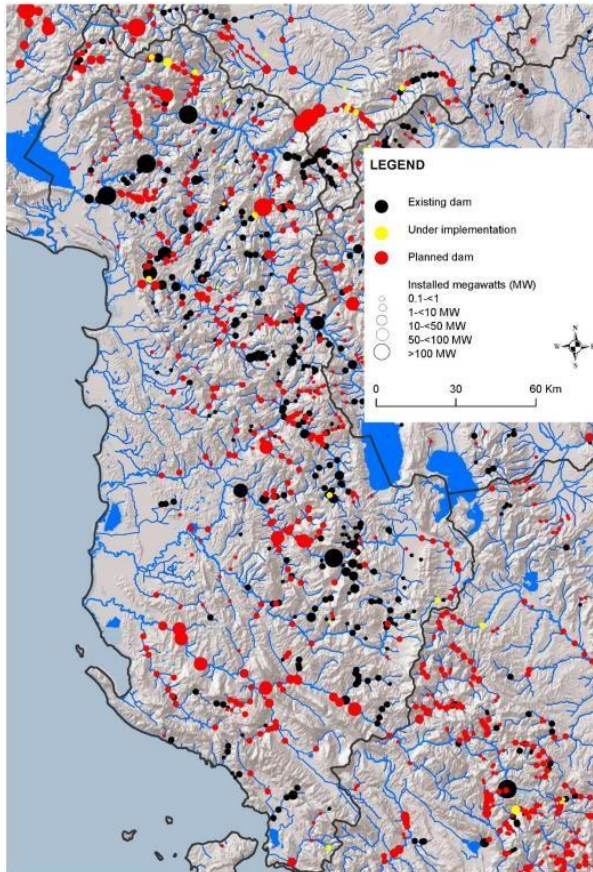 LEGEND
Existing dam
Under implementation
Planned dam
Installed megawatts (MW)
0.1-<1
1-<10 MW
10-<50 MW
50-<100 MW
>100 MW
N
W E
S
0 30 60 Km